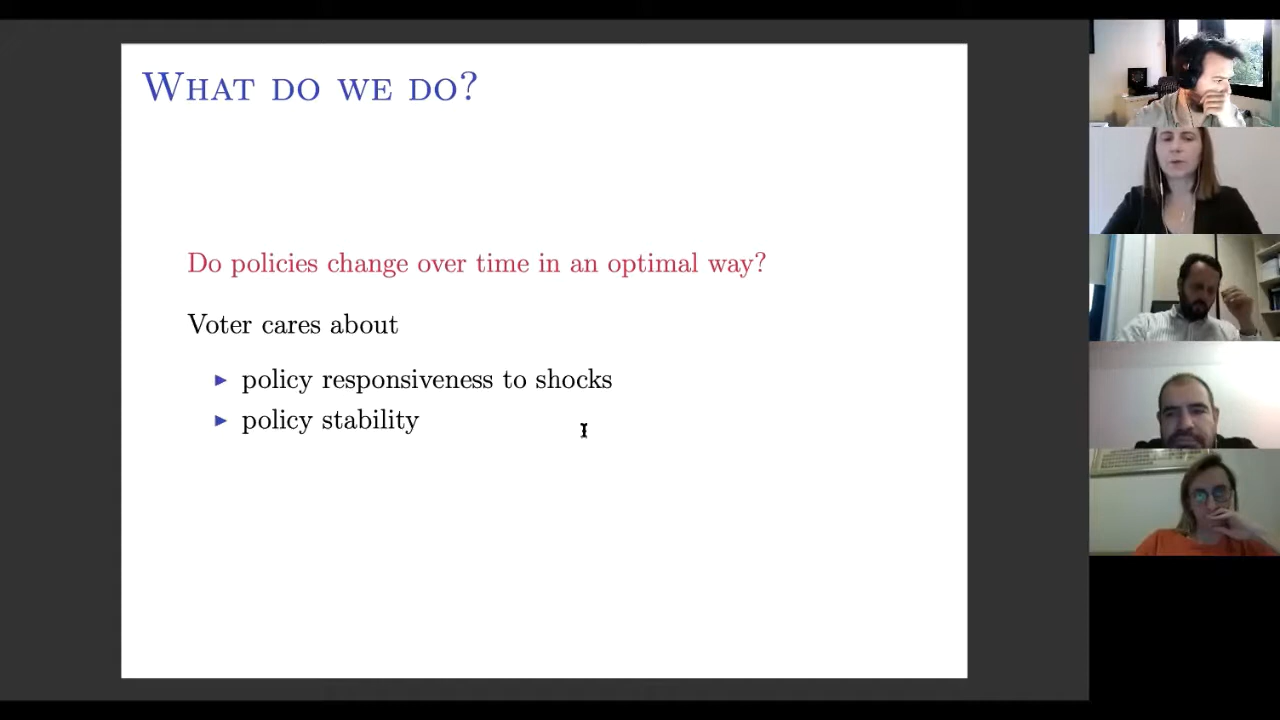 What do we do?
Do policies change over time in an optimal way?
Voter cares about
▶ policy responsiveness to shocks
▶ policy stability